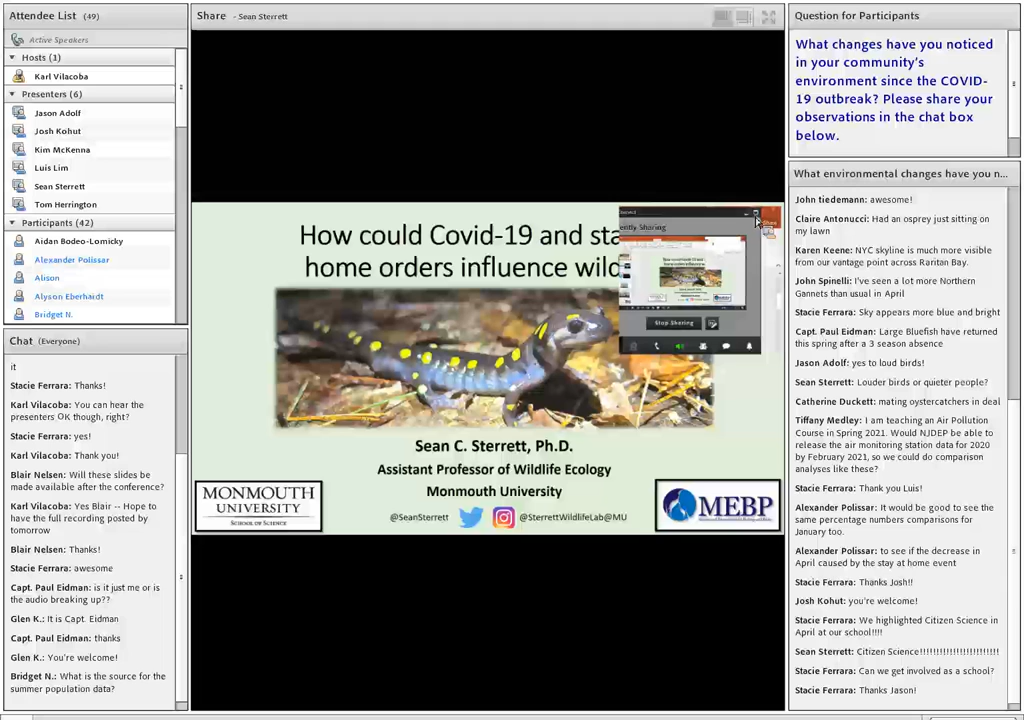 Attendee List (49)
Active Speakers
Hosts (1)
Karl Vilacoba
Presenters (6)
Jason Adolf
Josh Kohut
Kim McKenna
Luis Lim
Sean Sterrett
Tom Herrington
Participants (42)
Aidan Bodeo-Lomicky
Alexander Polissar
Alison
Alyson Eberhardt
Bridget N.
Chat (Everyone)
it
Stacie Ferrara: Thanks!
Karl Vilacoba: You can hear the
presenters OK though, right?
Stacie Ferrara: yes!
Karl Vilacoba: Thank you!
Blair Nelsen: Will these slides be
made available after the conference?
Karl Vilacoba: Yes Blair -- Hope to
have the full recording posted by
tomorrow
Blair Nelsen: Thanks!
Stacie Ferrara: awesome
Capt. Paul Eidman: is it just me or is
the audio breaking up??
Glen K.: It is Capt. Eidman
Capt. Paul Eidman: thanks
Glen K.: You're welcome!
Bridget N.: What is the source for the
summer population data?
Share - Sean Sterrett
How could Covid-19 and sta
home orders influence wild
ently Sharing
Stop Sharing
Sean C. Sterrett, Ph.D.
Assistant Professor of Wildlife Ecology
Monmouth University
@SeanSterrett
@SterrettWildlifeLab@MU
MONMOUTH
UNIVERSITY
SCHOOL OF SCIENCE
MEBP
Question for Participants
What changes have you noticed
in your community's
environment since the COVID-
19 outbreak? Please share your
observations in the chat box
below.
What environmental changes have you n...
John tiedemann: awesome!
Claire Antonucci: Had an osprey just sitting on
my lawn
Karen Keene: NYC skyline is much more visible
from our vantage point across
Raritan Bay.
John Spinelli: I've seen a lot more Northern
Gannets than usual in April
Stacie Ferrara: Sky appears more blue and bright
Capt. Paul Eidman: Large Bluefish have returned
this spring after a 3 season absence
Jason Adolf: yes to loud birds!
Sean Sterrett: Louder birds or quieter people?
Catherine Duckett: mating oystercatchers in deal
Tiffany Medley: I am teaching an Air Pollution
Course in Spring 2021. Would NJDEP be able to
release the air monitoring station data for 2020
by February 2021, so we could do comparison
analyses like these?
Stacie Ferrara: Thank you Luis!
Alexander Polissar: It would be good to see the
same percentage numbers comparisons for
January too.
Alexander Polissar: to see if the decrease in
April caused by the stay at home event
Stacie Ferrara: Thanks Josh!!
Josh Kohut: you're welcome!
Stacie Ferrara: We highlighted Citizen Science in
April at our school!!!!
Sean Sterrett: Citizen Science!!!!!!!!!!!!!!!!!!!!!!!!
Stacie Ferrara: Can we get involved as a school?
Stacie Ferrara: Thanks Jason!